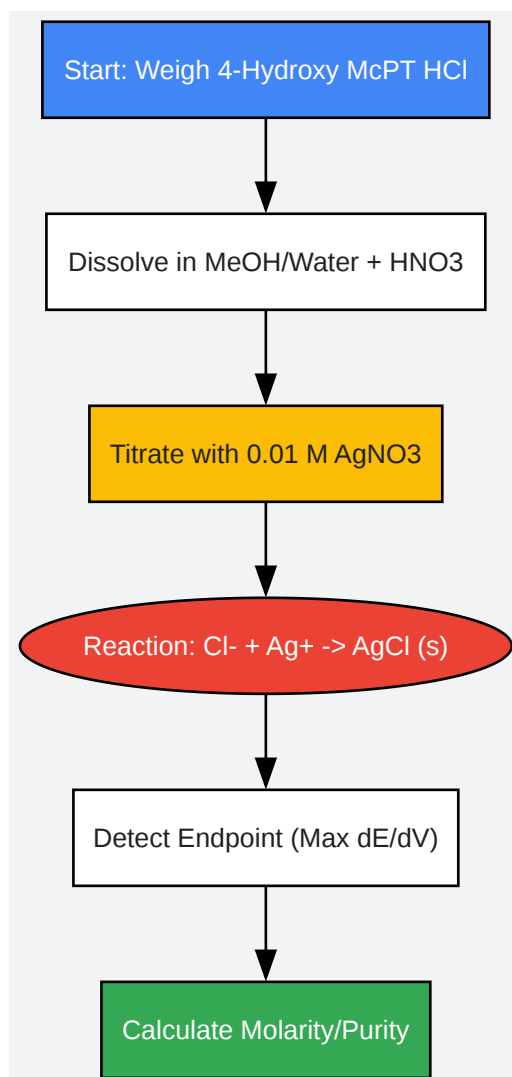 Start: Weigh 4-Hydroxy McPT HCl
Dissolve in MeOH/Water + HNO3
Titrate with 0.01 M AgNO3
Reaction: Cl- + Ag+ -> AgCl (s)
Detect Endpoint (Max dE/dV)
Calculate Molarity/Purity